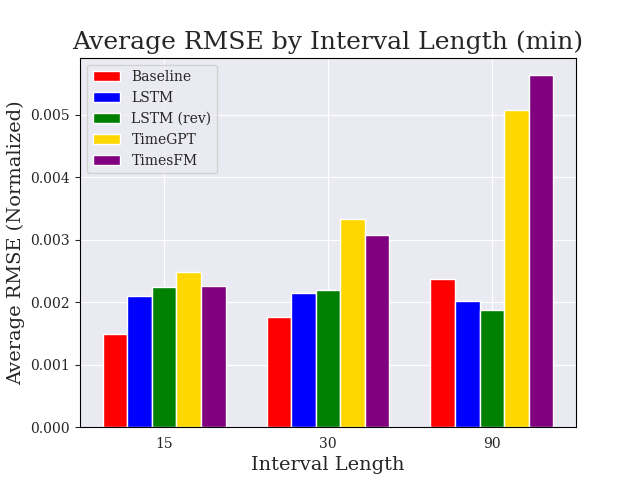 Average RMSE by Interval Length (min)
Baseline
LSTM
LSTM (rev)
TimeGPT
TimesFM
Average RMSE (Normalized)
0.005
0.004
0.003
0.002
0.001
0.000
15 30 90
Interval Length